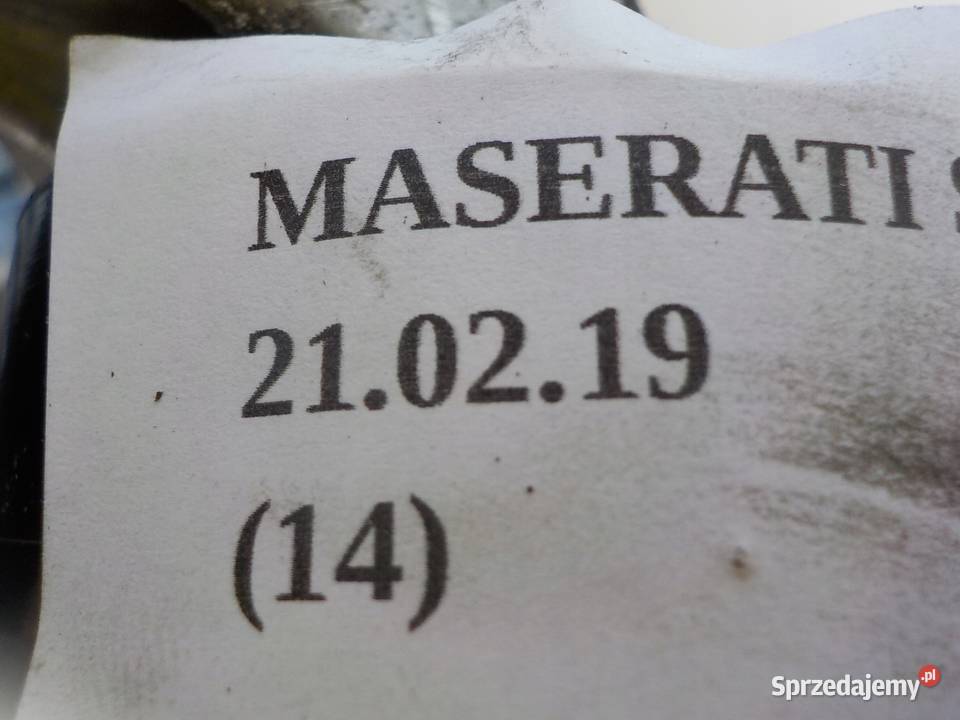 MASERATI
21.02.19
(14)
Sprzedajemy.pl